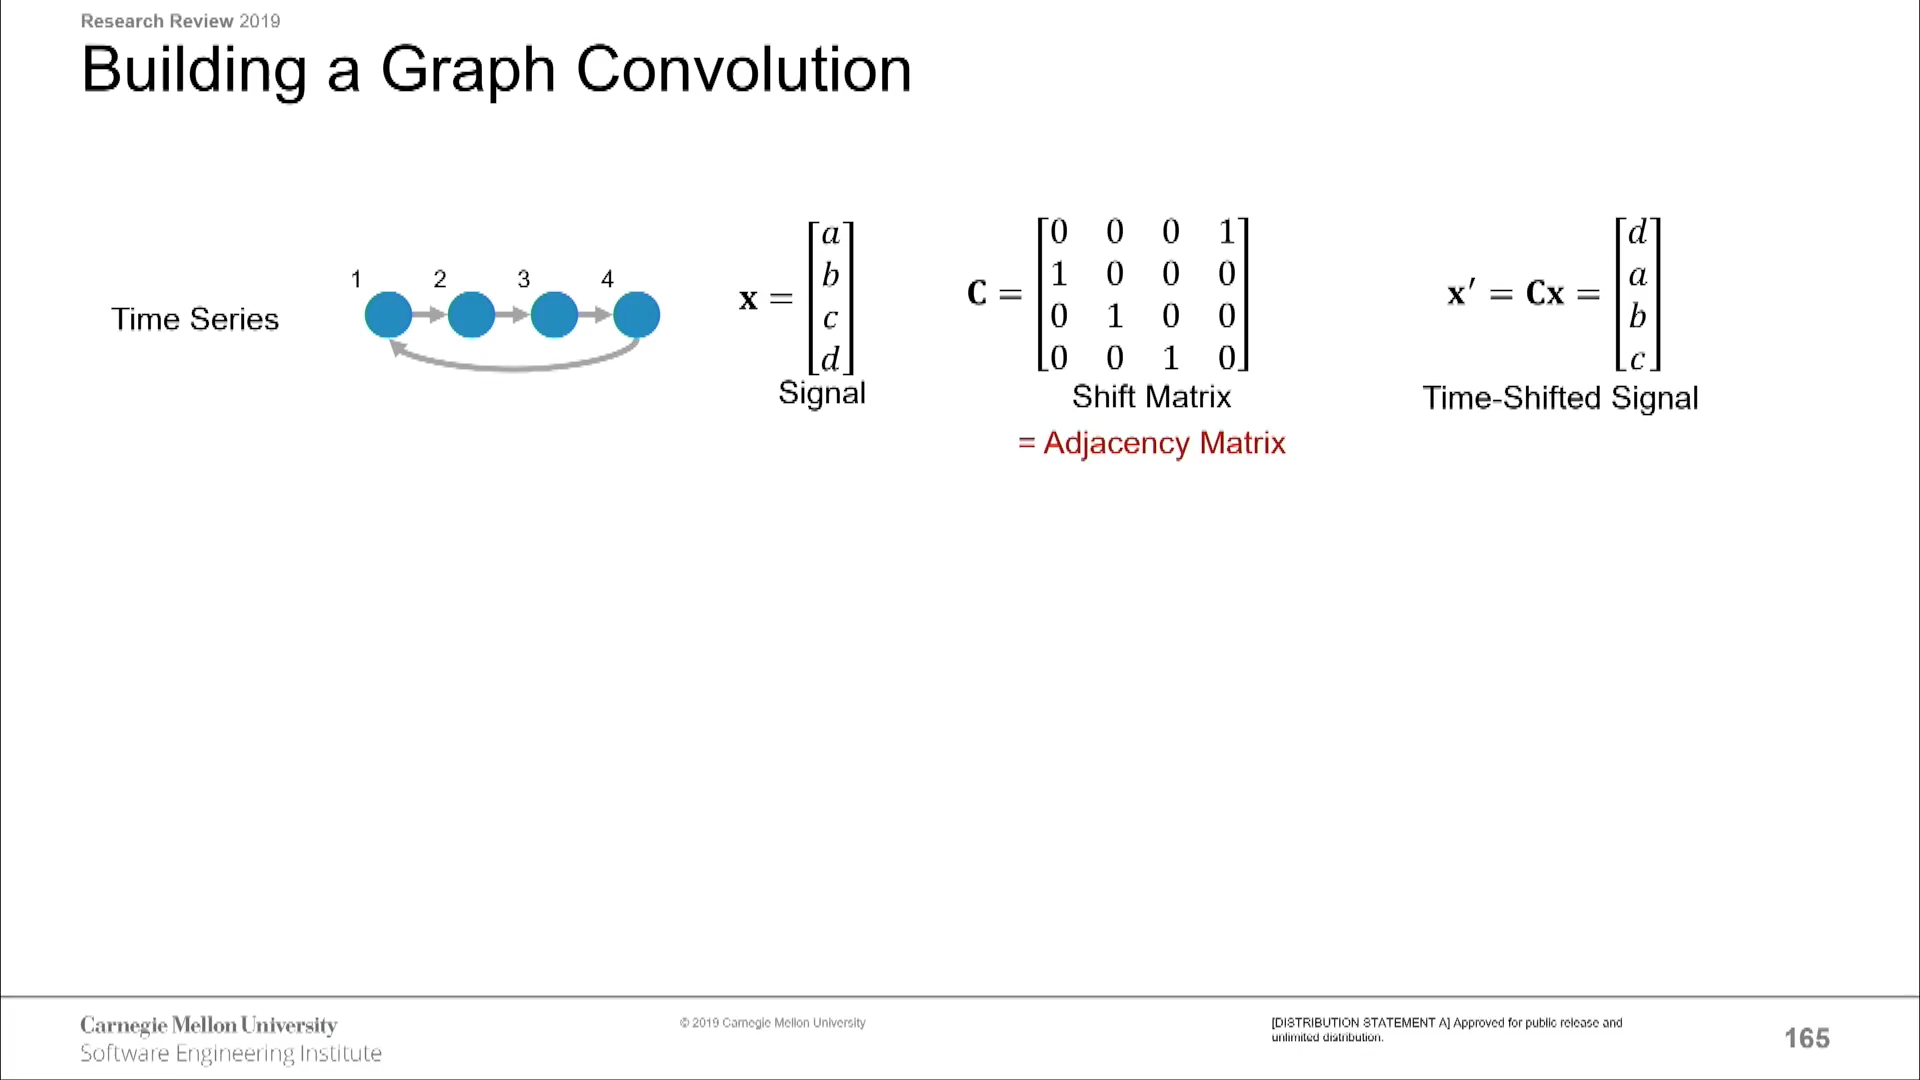 Research Review 2019
Building a Graph Convolution
Time Series
1 2 3 4
x = [a b c d]
Signal
C = [0 0 0 1
1 0 0 0
0 1 0 0
0 0 1 0]
Shift Matrix
= Adjacency Matrix
x′ = Cx = [d a b c]
Time-Shifted Signal
Carnegie Mellon University
Software Engineering Institute
© 2019 Carnegie Mellon University
[DISTRIBUTION STATEMENT A] Approved for public release and
unlimited distribution.
165